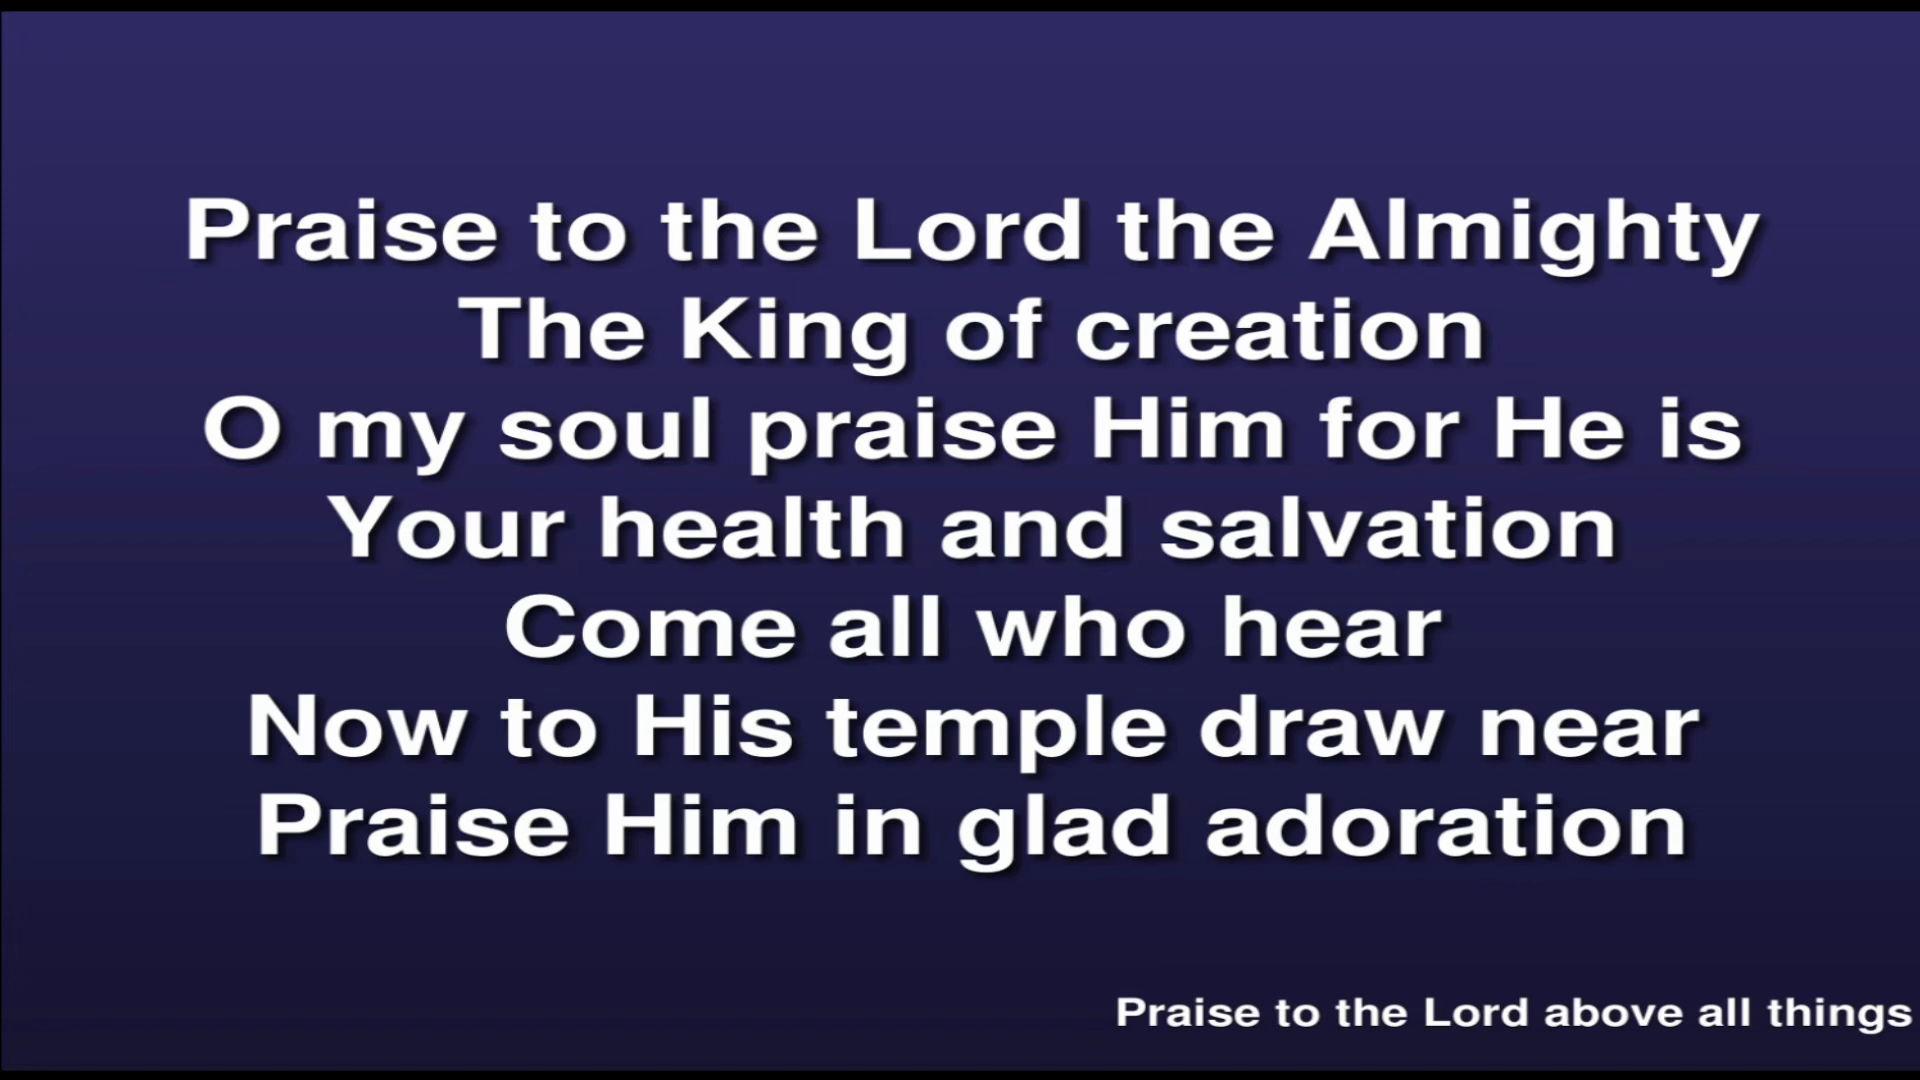 Praise to the Lord the Almighty
The King of creation
O my soul praise Him for He is
Your health and salvation
Come all who hear
Now to His temple draw near
Praise Him in glad adoration
Praise to the Lord above all things